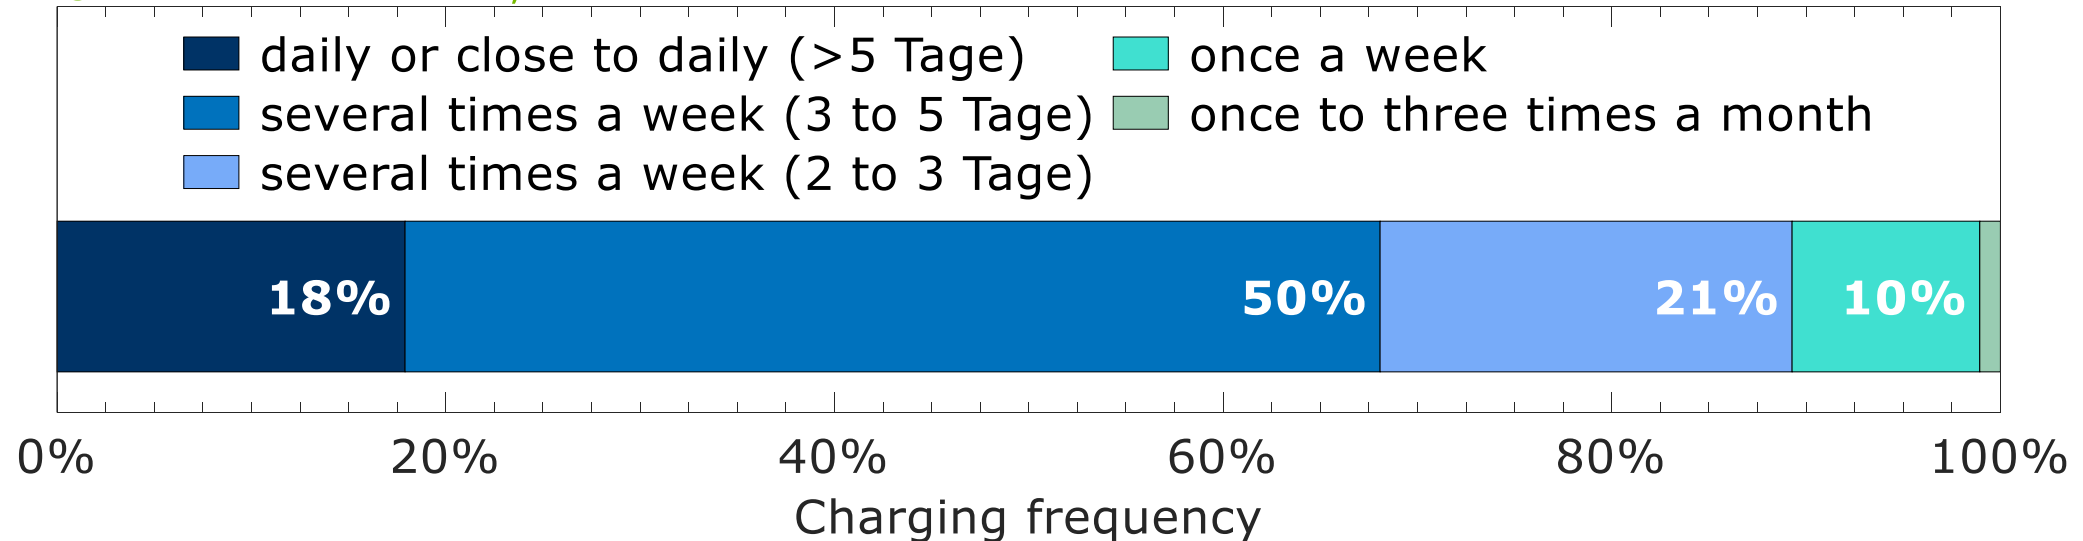 daily or close to daily (>5 Tage)
several times a week (3 to 5 Tage)
several times a week (2 to 3 Tage)
once a week
once to three times a month
18% 50% 21% 10%
0% 20% 40% 60% 80% 100%
Charging frequency